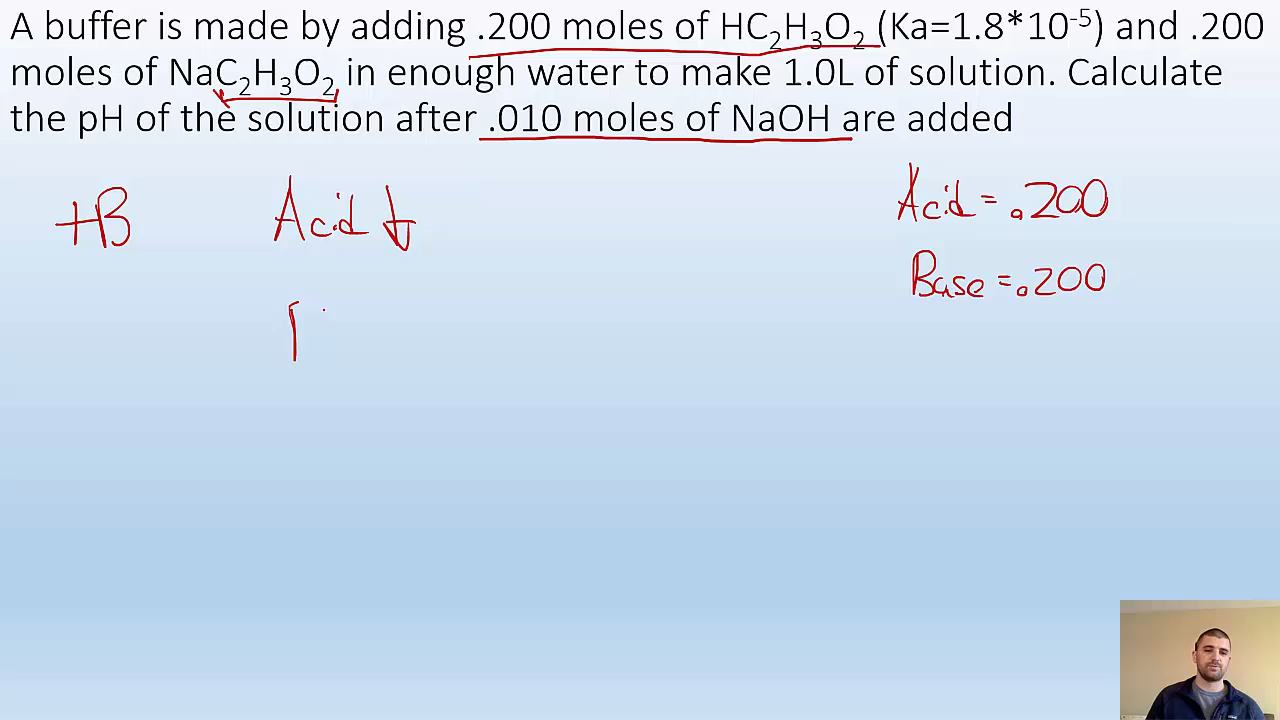 A buffer is made by adding .200 moles of HC₂H₃O₂ (Ka=1.8*10⁻⁵) and .200
moles of NaC₂H₃O₂ in enough water to make 1.0L of solution. Calculate
the pH of the solution after .010 moles of NaOH are added
+B Acid ↓ Acid = .200
Base = .200